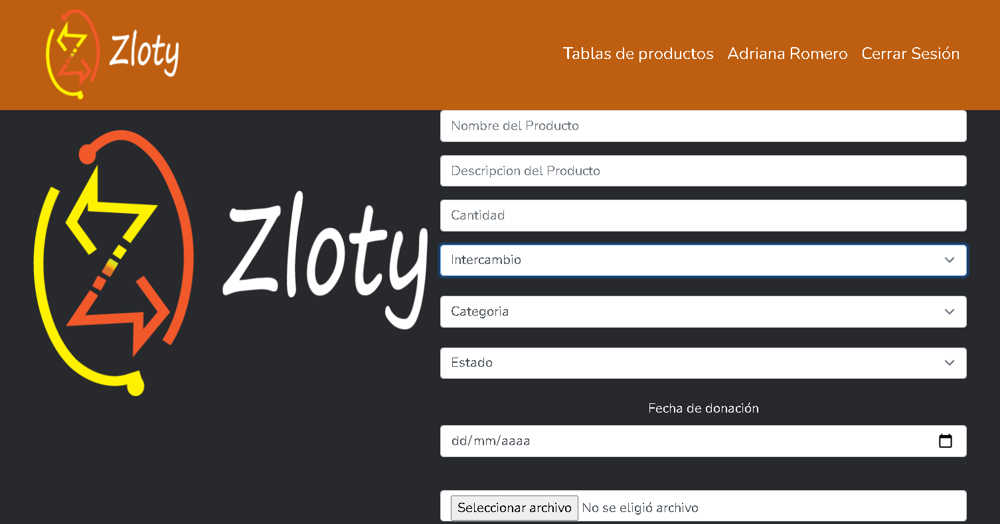 Zloty
Tablas de productos Adriana Romero Cerrar Sesión
Zloty
Nombre del Producto
Descripcion del Producto
Cantidad
Intercambio
Categoria
Estado
Fecha de donación
dd/mm/aaaa
Seleccionar archivo No se eligió archivo